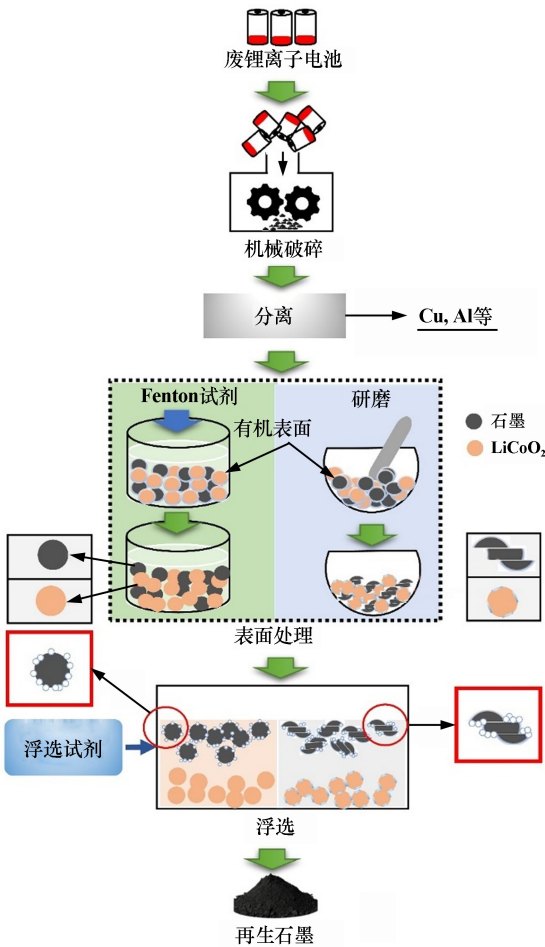 废锂离子电池
机械破碎
分离
Cu, Al等
Fenton试剂
研磨
有机表面
石墨
LiCoO₂
表面处理
浮选试剂
浮选
再生石墨